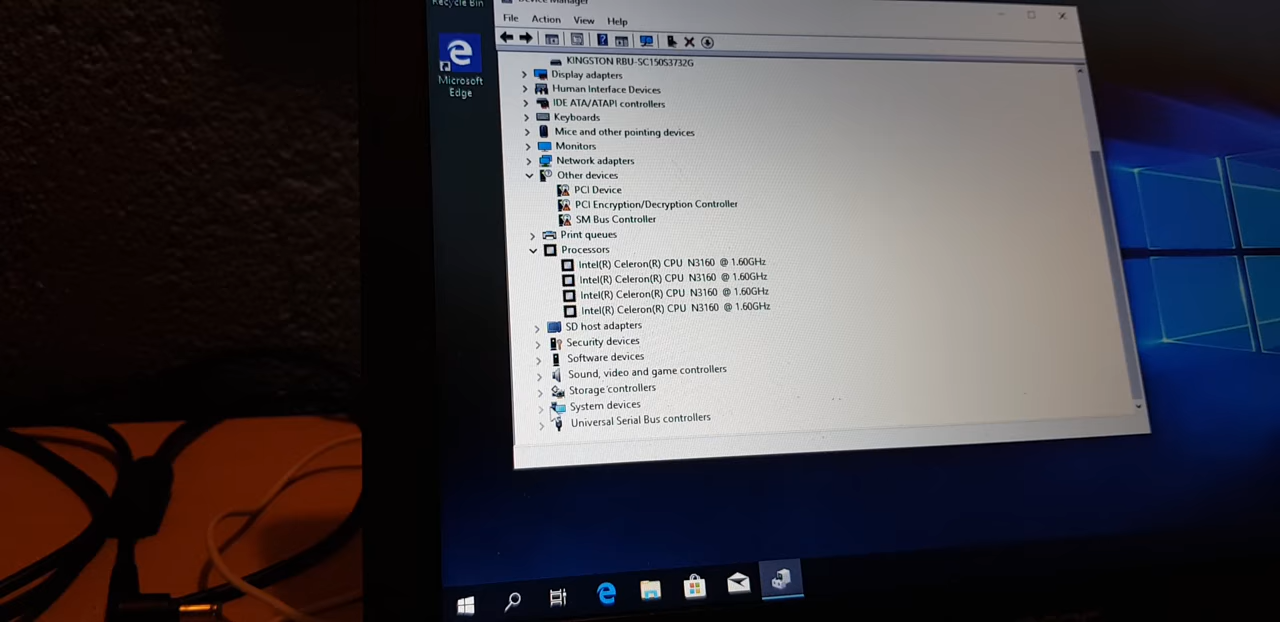 Recycle Bin
Device Manager
File Action View Help
Microsoft
Edge
KINGSTON RBU-SC150S3732G
Display adapters
Human Interface Devices
IDE ATA/ATAPI controllers
Keyboards
Mice and other pointing devices
Monitors
Network adapters
Other devices
PCI Device
PCI Encryption/Decryption Controller
SM Bus Controller
Print queues
Processors
Intel(R) Celeron(R) CPU N3160 @ 1.60GHz
Intel(R) Celeron(R) CPU N3160 @ 1.60GHz
Intel(R) Celeron(R) CPU N3160 @ 1.60GHz
Intel(R) Celeron(R) CPU N3160 @ 1.60GHz
SD host adapters
Security devices
Software devices
Sound, video and game controllers
Storage controllers
System devices
Universal Serial Bus controllers